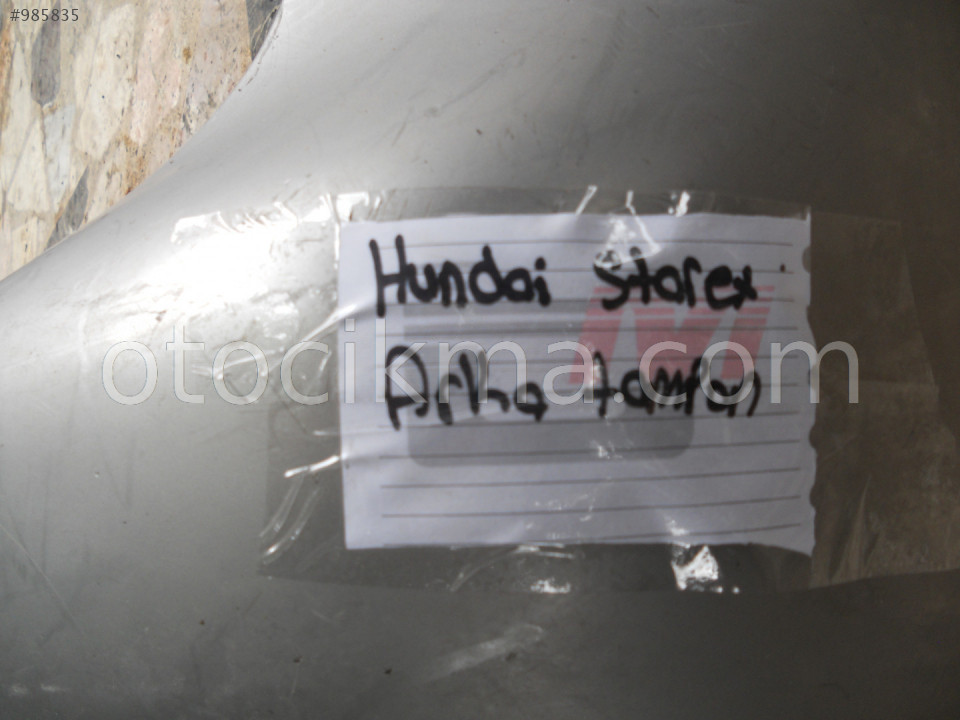 #985835
Hundai Starex
Arka tampon
otocikma.com